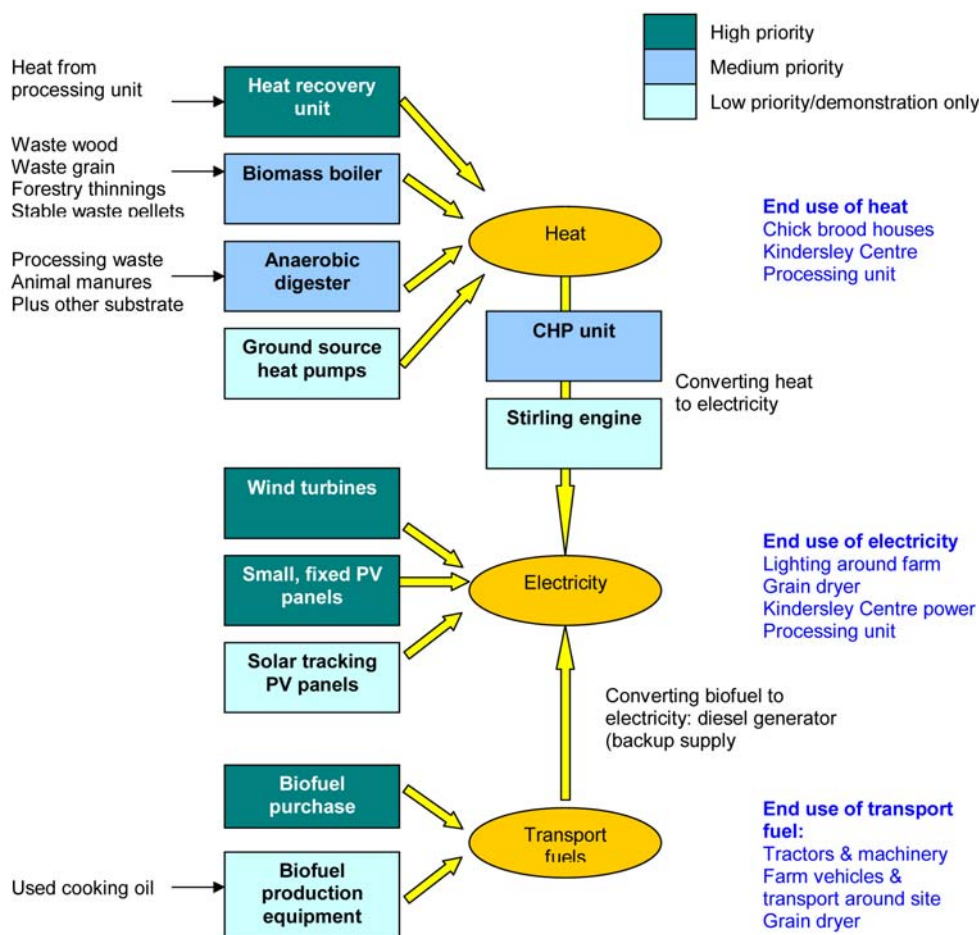 High priority
Medium priority
Low priority/demonstration only
Heat from
processing unit
Heat recovery
unit
Waste wood
Waste grain
Forestry thinnings
Stable waste pellets
Biomass boiler
Processing waste
Animal manures
Plus other substrate
Anaerobic
digester
Ground source
heat pumps
Heat
CHP unit
Stirling engine
Converting heat
to electricity
End use of heat
Chick brood houses
Kindersley Centre
Processing unit
Wind turbines
Small, fixed PV
panels
Solar tracking
PV panels
Electricity
End use of electricity
Lighting around farm
Grain dryer
Kindersley Centre power
Processing unit
Converting biofuel to
electricity: diesel generator
(backup supply
Biofuel
purchase
Used cooking oil
Biofuel
production
equipment
Transport
fuels
End use of transport
fuel:
Tractors & machinery
Farm vehicles &
transport around site
Grain dryer